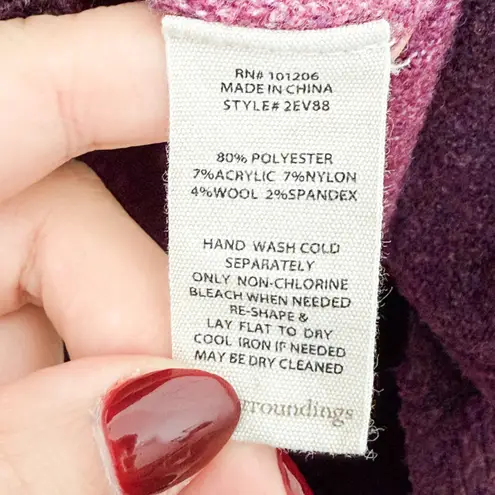 RN# 101206
MADE IN CHINA
STYLE# 2EV88
80% POLYESTER
7%ACRYLIC 7%NYLON
4%WOOL 2%SPANDEX
HAND WASH COLD
SEPARATELY
ONLY NON-CHLORINE
BLEACH WHEN NEEDED
RE-SHAPE &
LAY FLAT TO DRY
COOL IRON IF NEEDED
MAY BE DRY CLEANED